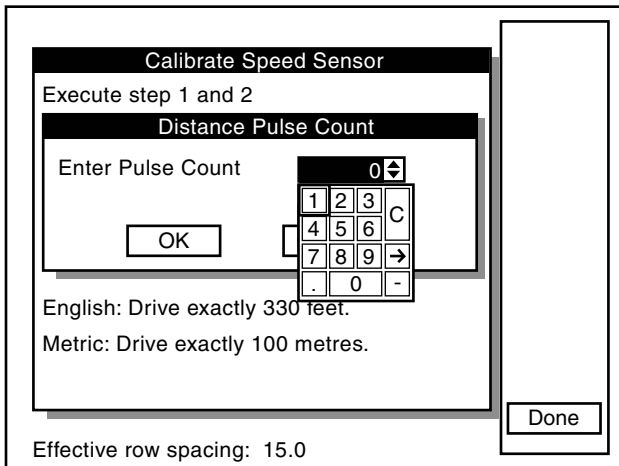 Calibrate Speed Sensor
Execute step 1 and 2
Distance Pulse Count
Enter Pulse Count 0
1 2 3 C
4 5 6
OK
7 8 9 →
. 0 -
English: Drive exactly 330 feet.
Metric: Drive exactly 100 metres.
Done
Effective row spacing: 15.0